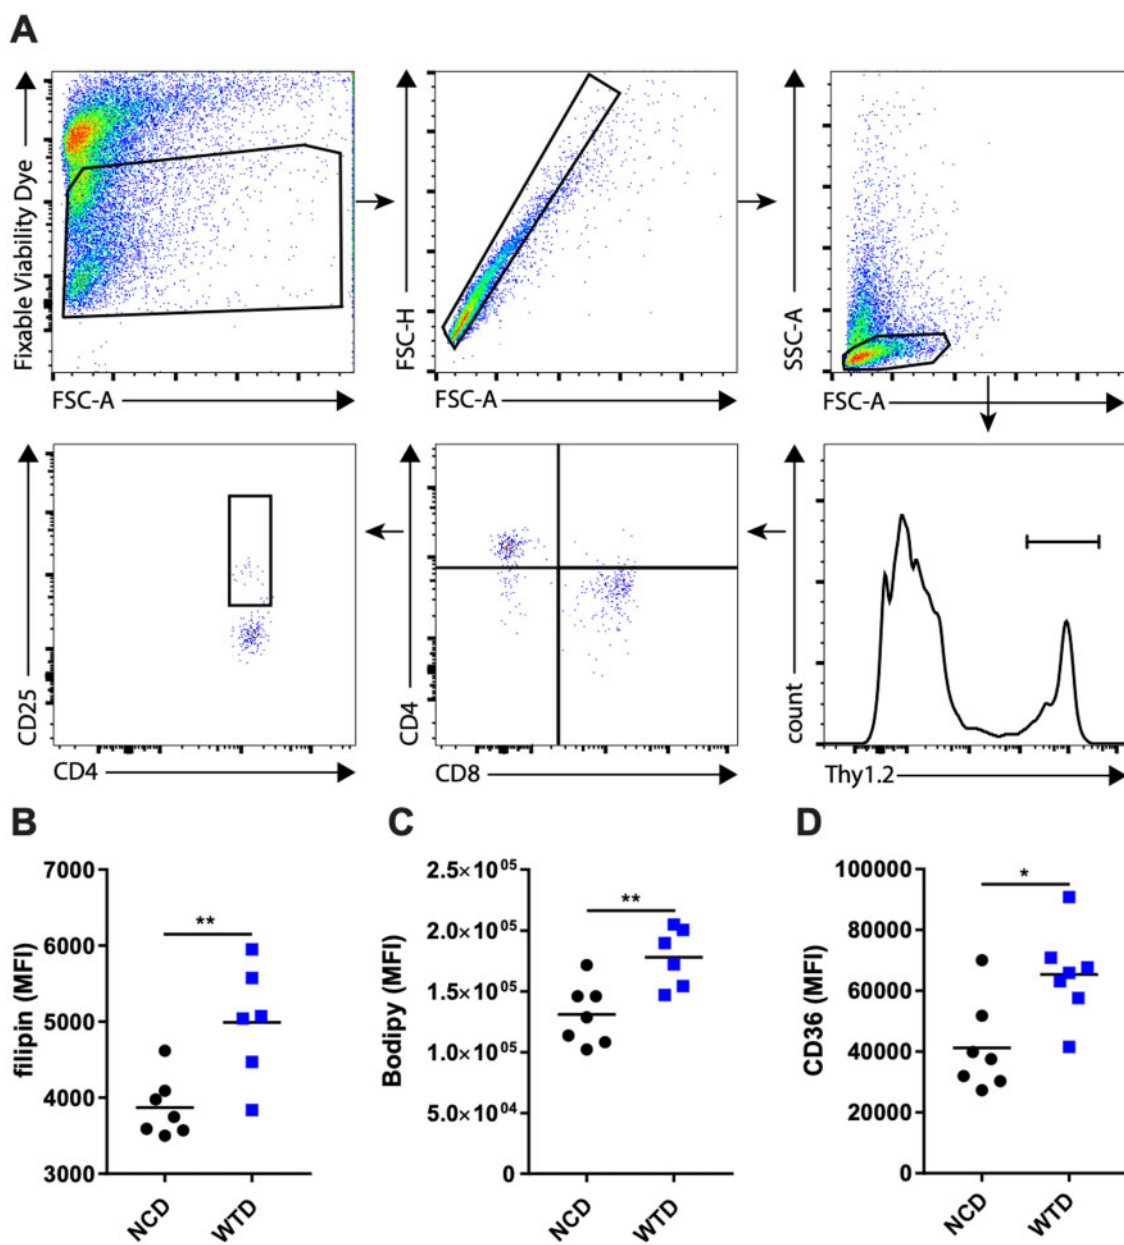 A
Fixable Viability Dye
FSC-A
FSC-H
FSC-A
SSC-A
FSC-A
CD25
CD4
CD4
CD8
count
Thy1.2
B
filipin (MFI)
7000
6000
5000
4000
3000
**
NCD
WTD
C
Bodipy (MFI)
2.5×10⁰⁵
2.0×10⁰⁵
1.5×10⁰⁵
1.0×10⁰⁵
5.0×10⁰⁴
0
**
NCD
WTD
D
CD36 (MFI)
100000
80000
60000
40000
20000
0
*
NCD
WTD